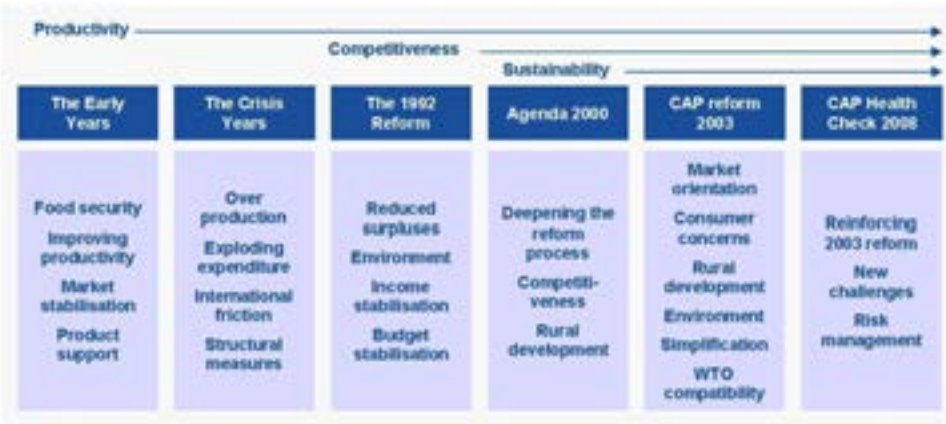 Productivity
Competitiveness
Sustainability
The Early
Years
The Crisis
Years
The 1992
Reform
Agenda 2000
CAP reform
2003
CAP Health
Check 2008
Food security
Improving
productivity
Market
stabilisation
Product
support
Over
production
Exploding
expenditure
International
friction
Structural
measures
Reduced
surpluses
Environment
Income
stabilisation
Budget
stabilisation
Deepening the
reform
process
Competiti-
veness
Rural
development
Market
orientation
Consumer
concerns
Rural
development
Environment
Simplification
WTO
compatibility
Reinforcing
2003 reform
New
challenges
Risk
management